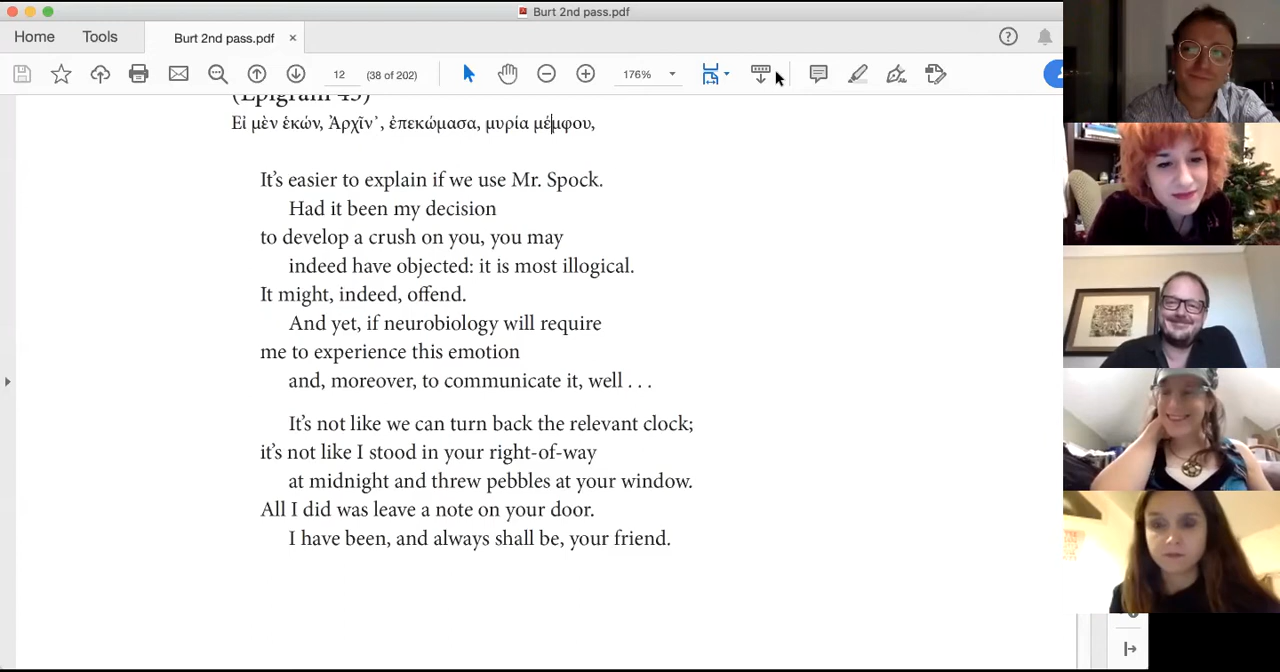 Burt 2nd pass.pdf
Home Tools Burt 2nd pass.pdf ×
12 (38 of 202) 176%
(Epigram 43)
Εἰ μὲν ἑκών, Ἀρχῖν᾽, ἐπεκώμασα, μυρία μέμφου,
It’s easier to explain if we use Mr. Spock.
Had it been my decision
to develop a crush on you, you may
indeed have objected: it is most illogical.
It might, indeed, offend.
And yet, if neurobiology will require
me to experience this emotion
and, moreover, to communicate it, well . . .
It’s not like we can turn back the relevant clock;
it’s not like I stood in your right-of-way
at midnight and threw pebbles at your window.
All I did was leave a note on your door.
I have been, and always shall be, your friend.